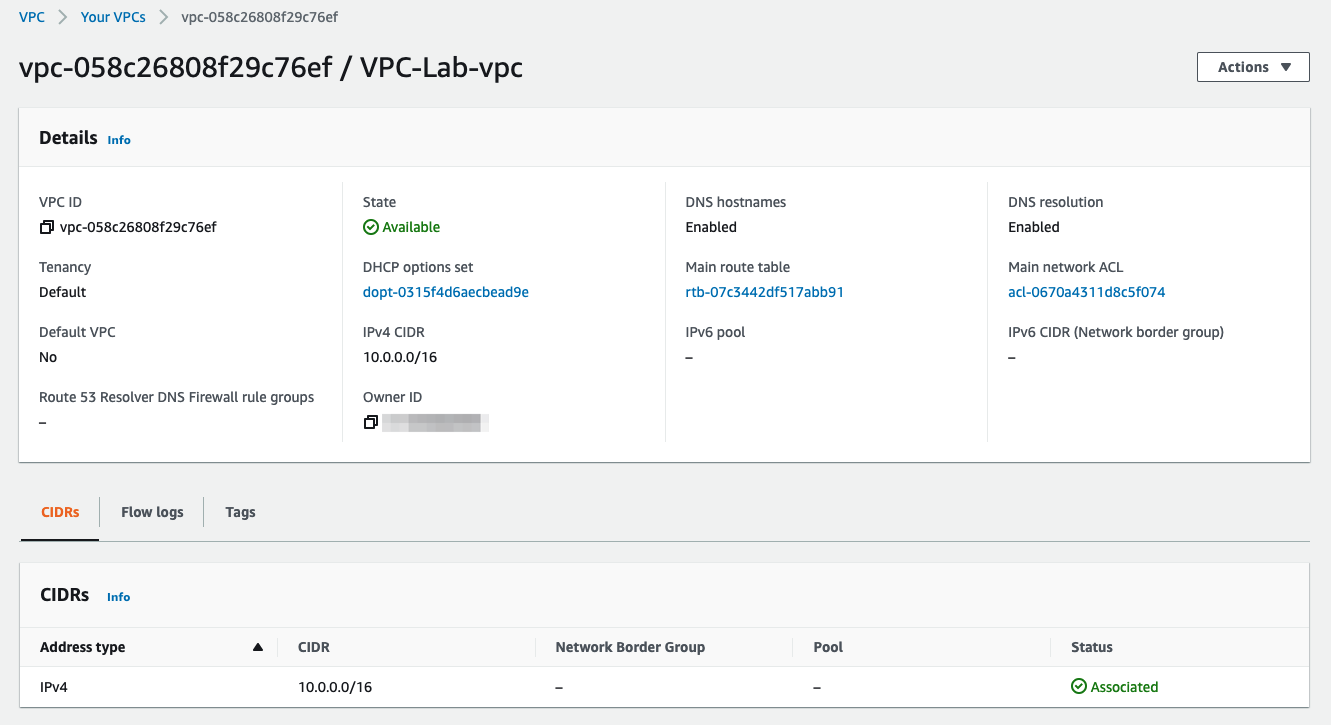 VPC > Your VPCs > vpc-058c26808f29c76ef
vpc-058c26808f29c76ef / VPC-Lab-vpc
Actions ▼
Details Info
VPC ID
vpc-058c26808f29c76ef
State
Available
DNS hostnames
Enabled
DNS resolution
Enabled
Tenancy
Default
DHCP options set
dopt-0315f4d6aecbead9e
Main route table
rtb-07c3442df517abb91
Main network ACL
acl-0670a4311d8c5f074
Default VPC
No
IPv4 CIDR
10.0.0.0/16
IPv6 pool
–
IPv6 CIDR (Network border group)
–
Route 53 Resolver DNS Firewall rule groups
–
Owner ID
CIDRs Flow logs Tags
CIDRs Info
Address type ▲ CIDR Network Border Group Pool Status
IPv4 10.0.0.0/16 – – Associated